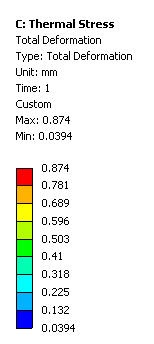 C: Thermal Stress
Total Deformation
Type: Total Deformation
Unit: mm
Time: 1
Custom
Max: 0.874
Min: 0.0394
0.874
0.781
0.689
0.596
0.503
0.41
0.318
0.225
0.132
0.0394